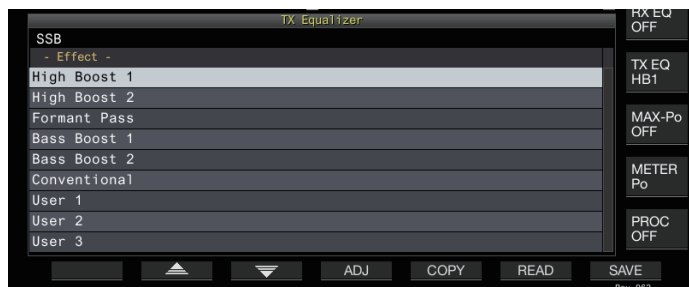 TX Equalizer
SSB
- Effect -
High Boost 1
High Boost 2
Formant Pass
Bass Boost 1
Bass Boost 2
Conventional
User 1
User 2
User 3
RX EQ
OFF
TX EQ
HB1
MAX-Po
OFF
METER
Po
PROC
OFF
ADJ
COPY
READ
SAVE